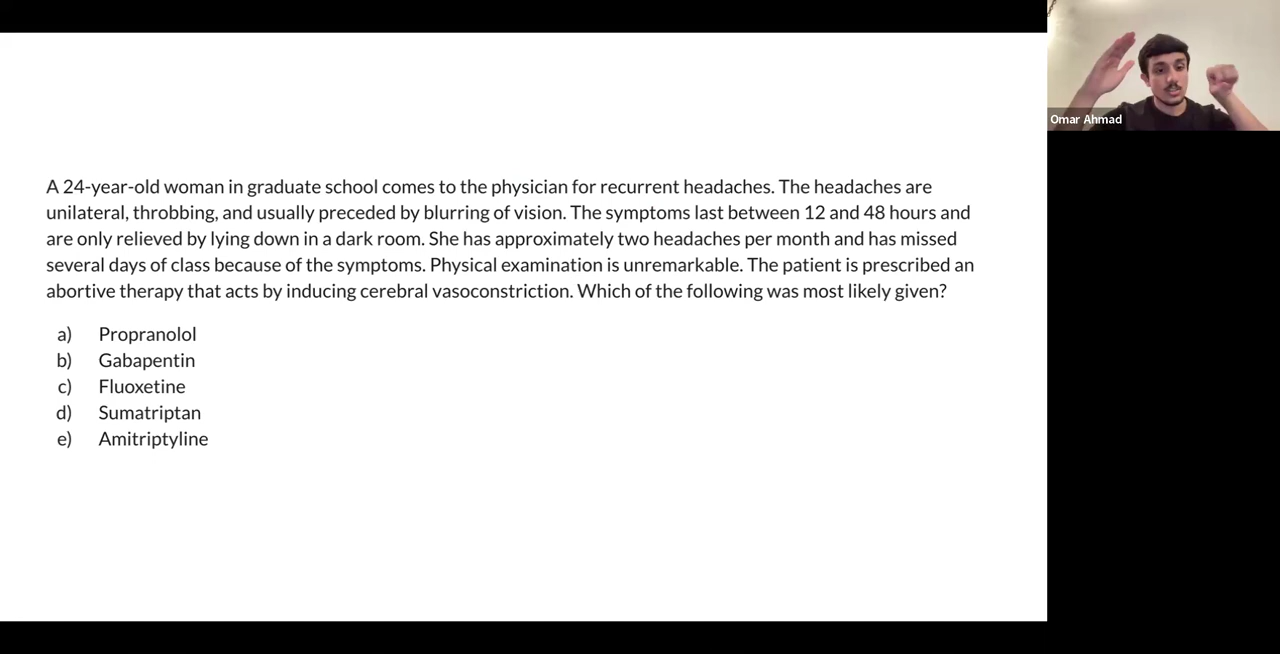 A 24-year-old woman in graduate school comes to the physician for recurrent headaches. The headaches are
unilateral, throbbing, and usually preceded by blurring of vision. The symptoms last between 12 and 48 hours and
are only relieved by lying down in a dark room. She has approximately two headaches per month and has missed
several days of class because of the symptoms. Physical examination is unremarkable. The patient is prescribed an
abortive therapy that acts by inducing cerebral vasoconstriction. Which of the following was most likely given?
a) Propranolol
b) Gabapentin
c) Fluoxetine
d) Sumatriptan
e) Amitriptyline
Omar Ahmad